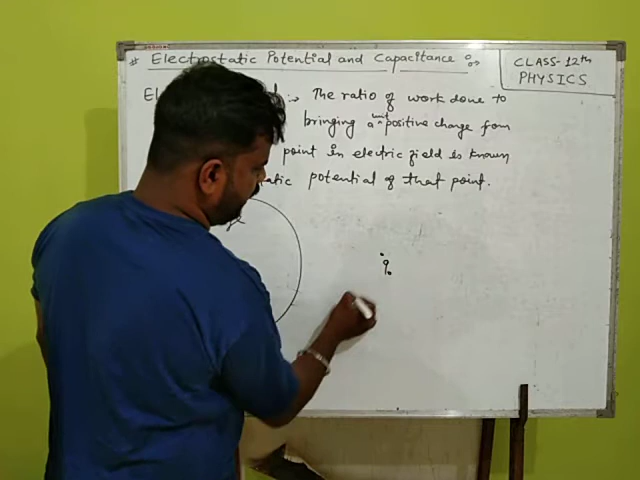 # Electrostatic Potential and Capacitance
CLASS-12th
PHYSICS
The ratio of work done to
bringing a unit positive charge from
point in electric field is known
potential of that point.
q₀